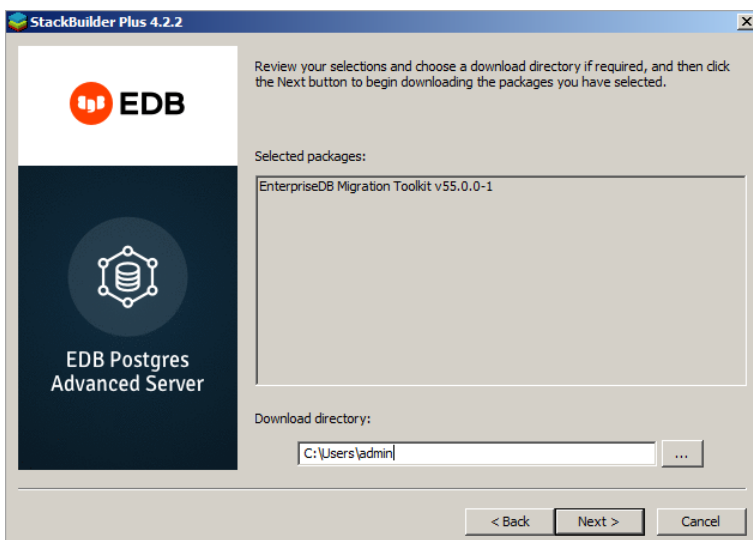 StackBuilder Plus 4.2.2
EDB
EDB Postgres
Advanced Server
Review your selections and choose a download directory if required, and then click
the Next button to begin downloading the packages you have selected.
Selected packages:
EnterpriseDB Migration Toolkit v55.0.0-1
Download directory:
C:\Users\admin
...
< Back
Next >
Cancel